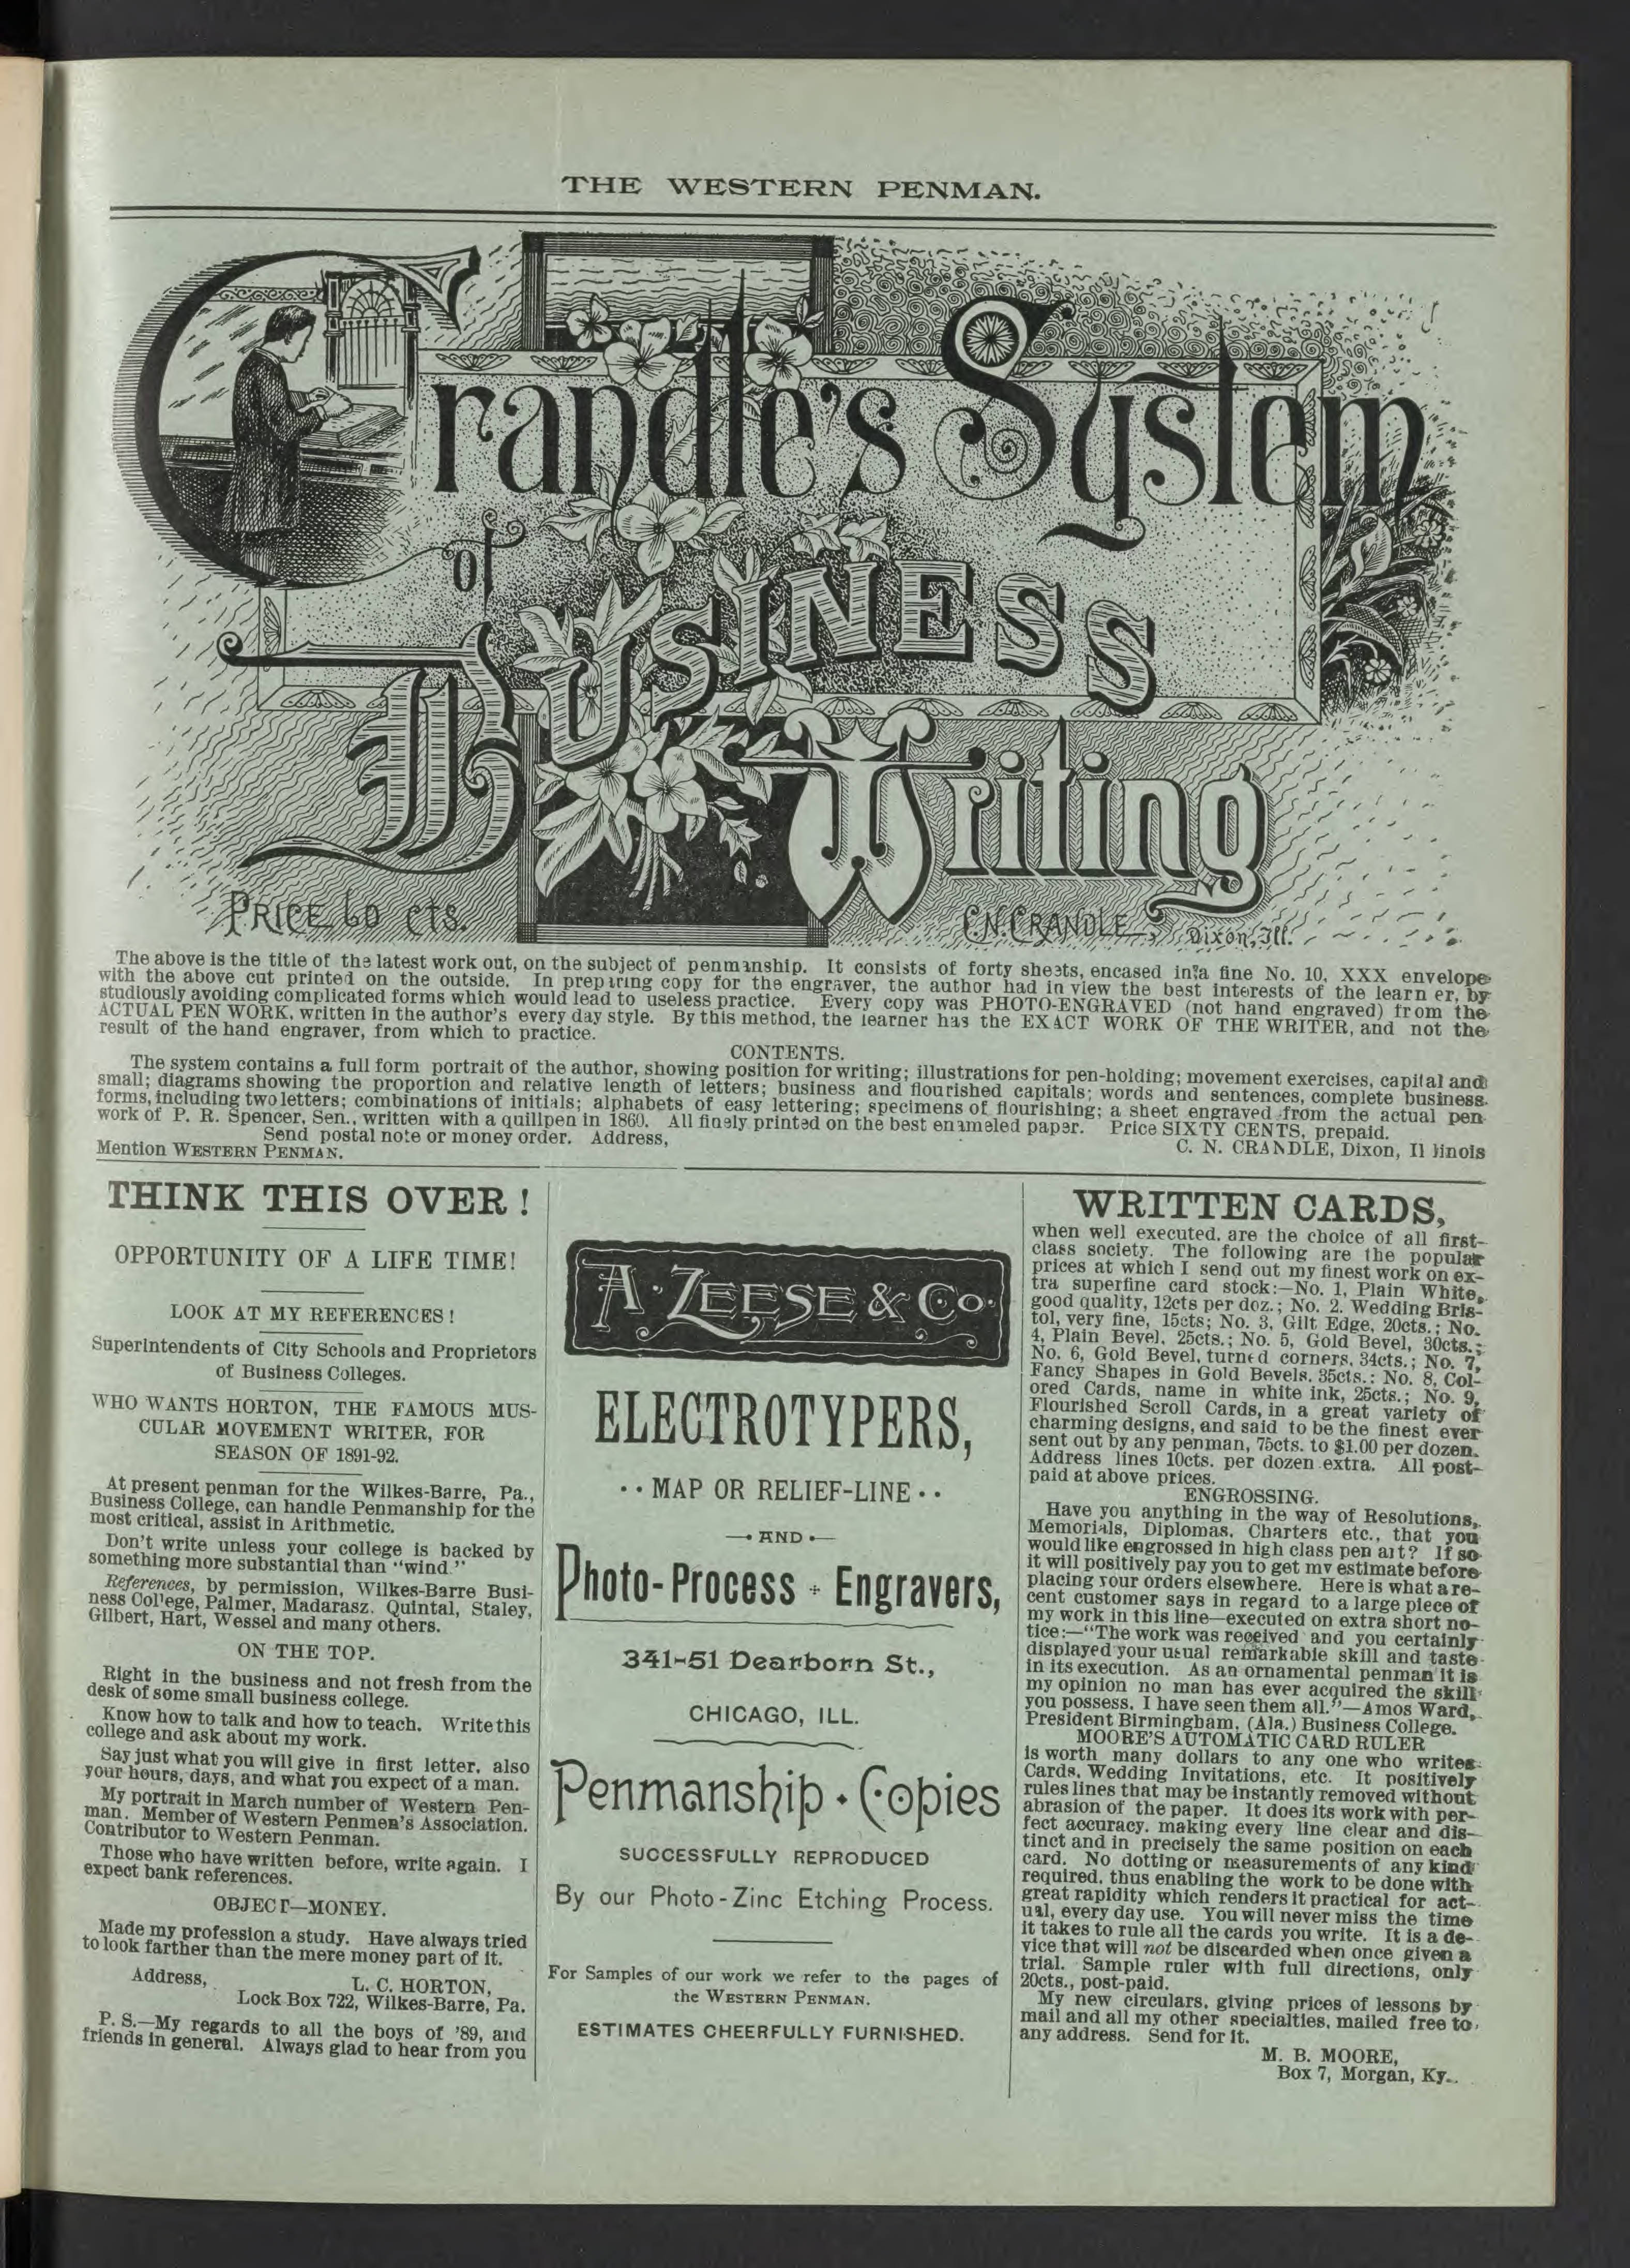 THE WESTERN PENMAN.
Crandle's System
of
BUSINESS
Writing
PRICE 60 cts.
C.N. CRANDLE,
Dixon, Ill.
The above is the title of the latest work out, on the subject of penmanship. It consists of forty sheets, encased in a fine No. 10, XXX envelope
with the above cut printed on the outside. In preparing copy for the engraver, the author had in view the best interests of the learn er, by
studiously avoiding complicated forms which would lead to useless practice. Every copy was PHOTO-ENGRAVED (not hand engraved) from the
ACTUAL PEN WORK, written in the author's every day style. By this method, the learner has the EXACT WORK OF THE WRITER, and not the
result of the hand engraver, from which to practice.
CONTENTS.
The system contains a full form portrait of the author, showing position for writing; illustrations for pen-holding; movement exercises, capital and
small; diagrams showing the proportion and relative length of letters; business and flourished capitals; words and sentences, complete business
forms, including two letters; combinations of initials; alphabets of easy lettering; specimens of flourishing; a sheet engraved from the actual pen
work of P. R. Spencer, Sen., written with a quillpen in 1860. All finely printed on the best enameled paper. Price SIXTY CENTS, prepaid.
Send postal note or money order. Address,
Mention WESTERN PENMAN. C. N. CRANDLE, Dixon, Illinois
THINK THIS OVER!
OPPORTUNITY OF A LIFE TIME!
LOOK AT MY REFERENCES!
Superintendents of City Schools and Proprietors
of Business Colleges.
WHO WANTS HORTON, THE FAMOUS MUS-
CULAR MOVEMENT WRITER, FOR
SEASON OF 1891-92.
At present penman for the Wilkes-Barre, Pa.,
Business College, can handle Penmanship for the
most critical, assist in Arithmetic.
Don't write unless your college is backed by
something more substantial than "wind."
References, by permission, Wilkes-Barre Busi-
ness College, Palmer, Madarasz. Quintal, Staley,
Gilbert, Hart, Wessel and many others.
ON THE TOP.
Right in the business and not fresh from the
desk of some small business college.
Know how to talk and how to teach. Write this
college and ask about my work.
Say just what you will give in first letter, also
your hours, days, and what you expect of a man.
My portrait in March number of Western Pen-
man. Member of Western Penmen's Association.
Contributor to Western Penman.
Those who have written before, write again. I
expect bank references.
OBJECT—MONEY.
Made my profession a study. Have always tried
to look farther than the mere money part of it.
Address,
L. C. HORTON,
Lock Box 722, Wilkes-Barre, Pa.
P. S.—My regards to all the boys of '89, and
friends in general. Always glad to hear from you
A. ZEESE & Co.
ELECTROTYPERS,
·· MAP OR RELIEF-LINE ··
—• AND •—
Photo-Process + Engravers,
341-51 Dearborn St.,
CHICAGO, ILL.
Penmanship • Copies
SUCCESSFULLY REPRODUCED
By our Photo-Zinc Etching Process.
For Samples of our work we refer to the pages of
the WESTERN PENMAN.
ESTIMATES CHEERFULLY FURNISHED.
WRITTEN CARDS,
when well executed, are the choice of all first-
class society. The following are the popular
prices at which I send out my finest work on ex-
tra superfine card stock:—No. 1, Plain White,
good quality, 12cts per doz.; No. 2. Wedding Bris-
tol, very fine, 15cts; No. 3, Gilt Edge, 20cts.; No.
4, Plain Bevel, 25cts.; No. 5, Gold Bevel, 30cts.;
No. 6, Gold Bevel, turned corners, 34cts.; No. 7,
Fancy Shapes in Gold Bevels. 35cts.: No. 8, Col-
ored Cards, name in white ink, 25cts.; No. 9,
Flourished Scroll Cards, in a great variety of
charming designs, and said to be the finest ever
sent out by any penman, 75cts. to $1.00 per dozen.
Address lines 10cts. per dozen extra. All post-
paid at above prices.
ENGROSSING.
Have you anything in the way of Resolutions,
Memorials, Diplomas, Charters etc., that you
would like engrossed in high class pen art? If so
it will positively pay you to get my estimate before
placing your orders elsewhere. Here is what a re-
cent customer says in regard to a large piece of
my work in this line—executed on extra short no-
tice:—"The work was received and you certainly
displayed your usual remarkable skill and taste
in its execution. As an ornamental penman it is
my opinion no man has ever acquired the skill
you possess, I have seen them all."—Amos Ward,
President Birmingham, (Ala.) Business College.
MOORE'S AUTOMATIC CARD RULER
is worth many dollars to any one who writes
Cards, Wedding Invitations, etc. It positively
rules lines that may be instantly removed without
abrasion of the paper. It does its work with per-
fect accuracy, making every line clear and dis-
tinct and in precisely the same position on each
card. No dotting or measurements of any kind
required, thus enabling the work to be done with
great rapidity which renders it practical for act-
ual, every day use. You will never miss the time
it takes to rule all the cards you write. It is a de-
vice that will not be discarded when once given a
trial. Sample ruler with full directions, only
20cts., post-paid.
My new circulars, giving prices of lessons by
mail and all my other specialties, mailed free to
any address. Send for it.
M. B. MOORE,
Box 7, Morgan, Ky.